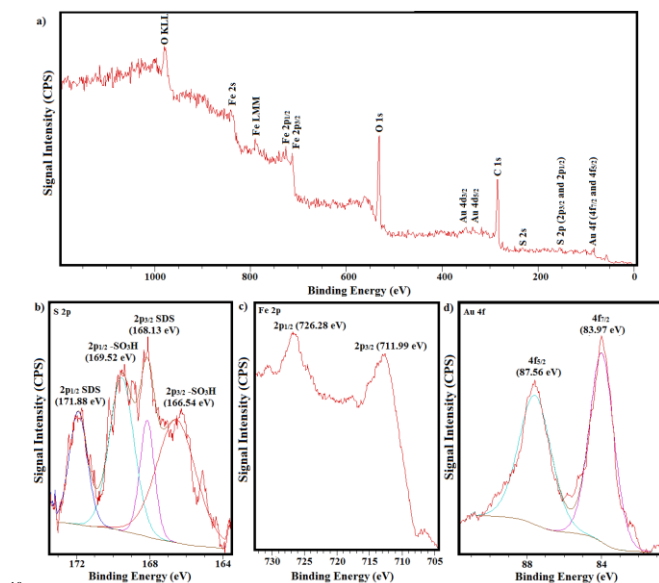 a)
Signal Intensity (CPS)
O KLL
Fe 2s
Fe LMM
Fe 2p1/2
Fe 2p3/2
O 1s
Au 4d3/2
Au 4d5/2
C 1s
S 2s
S 2p (2p3/2 and 2p1/2)
Au 4f (4f7/2 and 4f5/2)
1000 800 600 400 200 0
Binding Energy (eV)
b) S 2p
Signal Intensity (CPS)
2p3/2 SDS
(168.13 eV)
2p1/2 -SO3H
(169.52 eV)
2p1/2 SDS
(171.88 eV)
2p3/2 -SO3H
(166.54 eV)
172 168 164
Binding Energy (eV)
c) Fe 2p
Signal Intensity (CPS)
2p1/2 (726.28 eV)
2p3/2 (711.99 eV)
730 725 720 715 710 705
Binding Energy (eV)
d) Au 4f
Signal Intensity (CPS)
4f7/2
(83.97 eV)
4f5/2
(87.56 eV)
88 84
Binding Energy (eV)